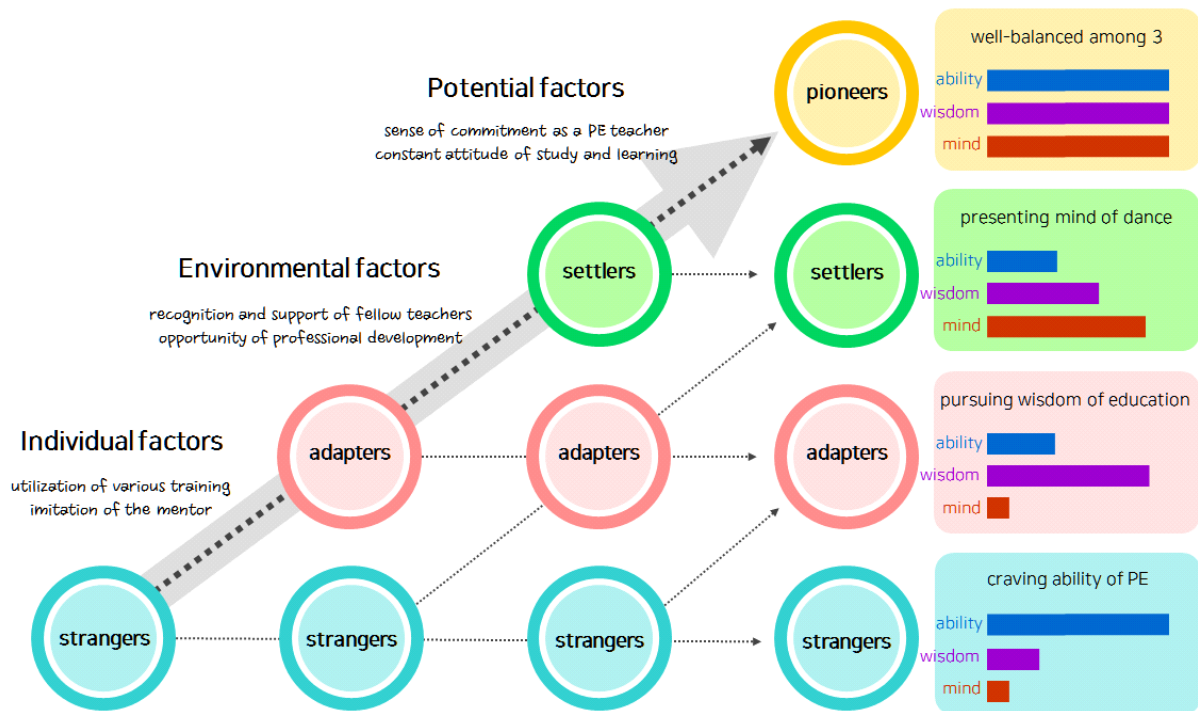 Potential factors
sense of commitment as a PE teacher
constant attitude of study and learning
pioneers
well-balanced among 3
ability
wisdom
mind
Environmental factors
recognition and support of fellow teachers
opportunity of professional development
settlers
settlers
presenting mind of dance
ability
wisdom
mind
Individual factors
utilization of various training
imitation of the mentor
adapters
adapters
adapters
pursuing wisdom of education
ability
wisdom
mind
strangers
strangers
strangers
strangers
craving ability of PE
ability
wisdom
mind